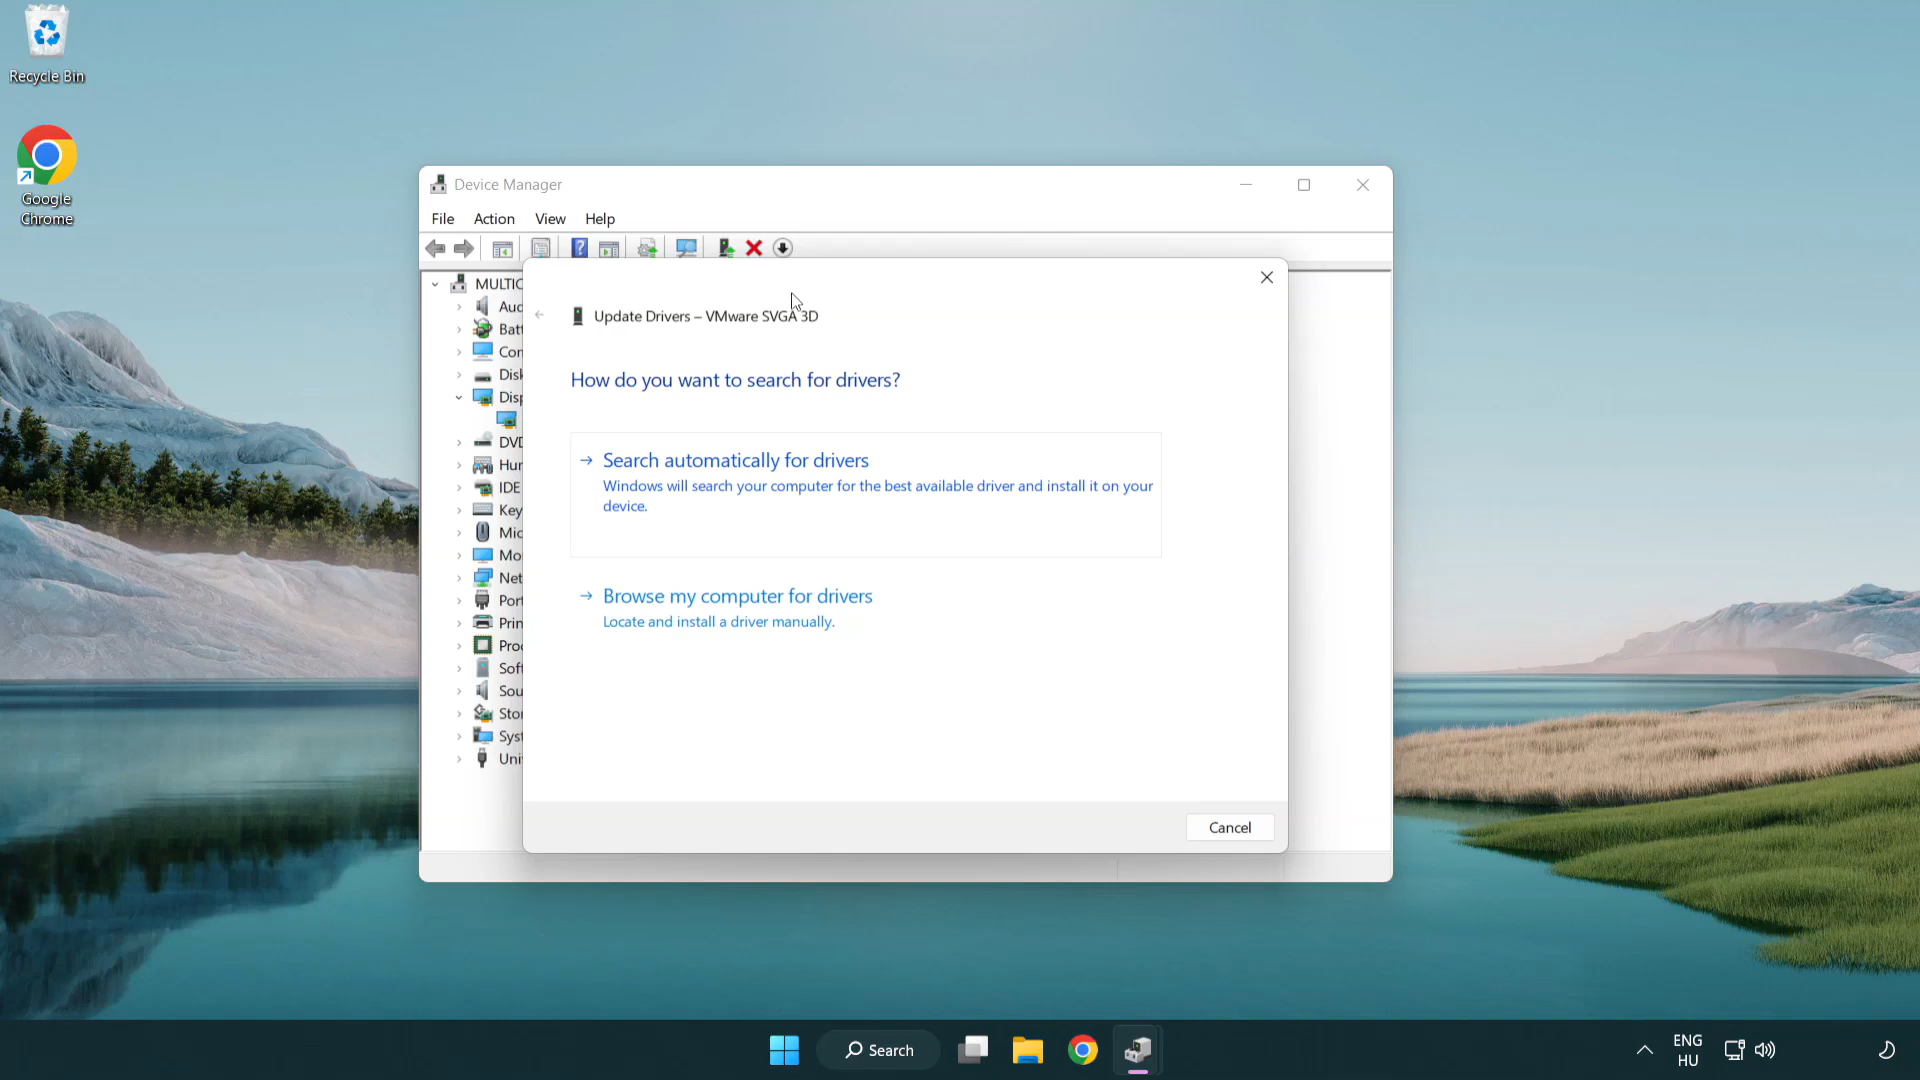 Recycle Bin
Google
Chrome
Device Manager
File Action View Help
MULTIC
Aud
Batt
Con
Disk
Disp
DVD
Hur
IDE
Key
Mic
Mo
Net
Port
Prin
Proc
Soft
Sou
Stor
Syst
Uni
Update Drivers – VMware SVGA 3D
How do you want to search for drivers?
Search automatically for drivers
Windows will search your computer for the best available driver and install it on your
device.
Browse my computer for drivers
Locate and install a driver manually.
Cancel
Search
ENG
HU